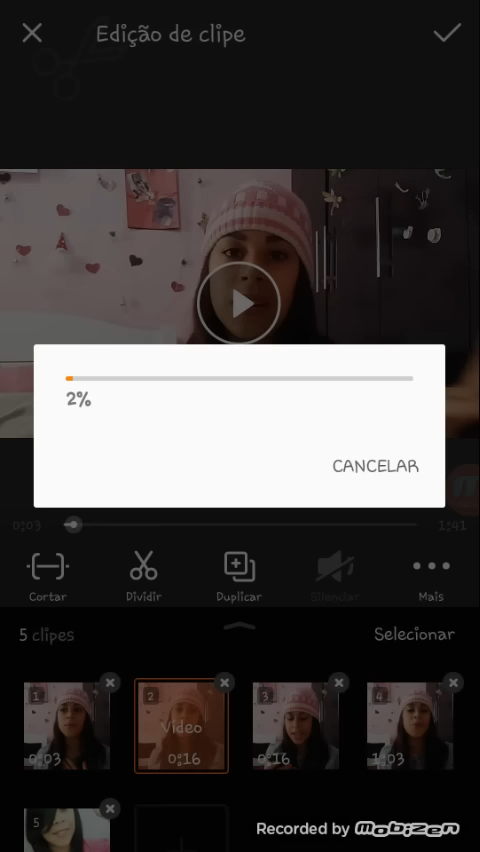 Edição de clipe
2%
CANCELAR
0:03
1:41
Cortar
Dividir
Duplicar
Silenciar
Mais
5 clipes
Selecionar
1
2
3
4
Vídeo
0:03
0:16
0:16
1:03
5
Recorded by mobizen